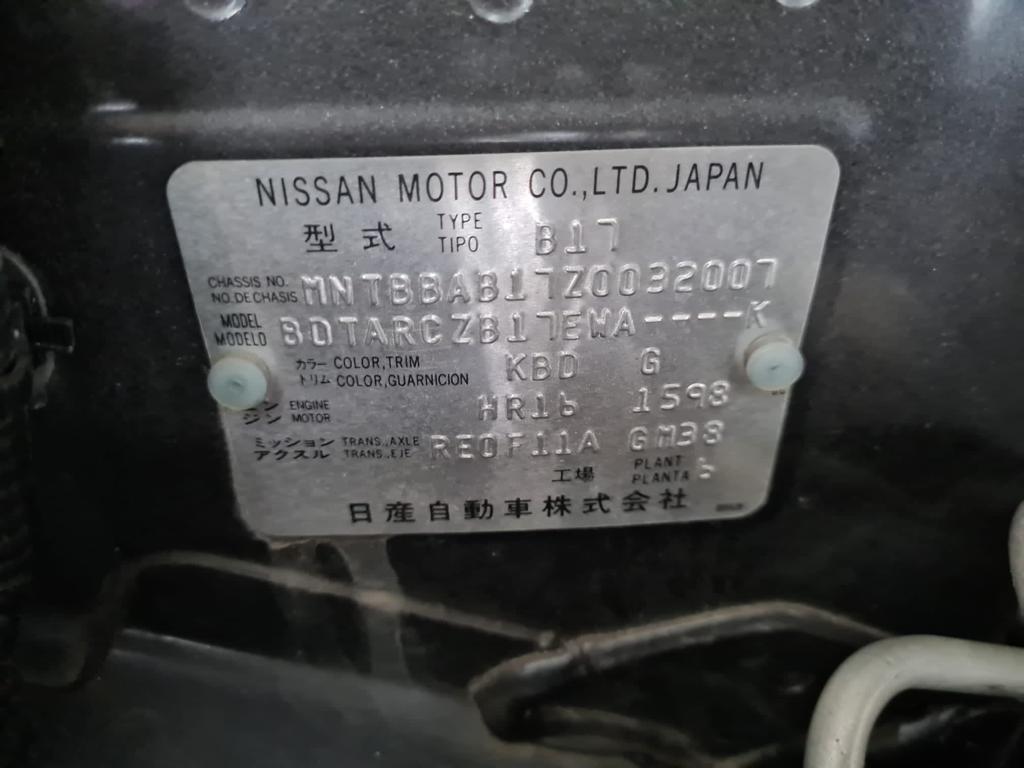 NISSAN MOTOR CO.,LTD. JAPAN
型式 TYPE TIPO B17
CHASSIS NO. NO.DE CHASIS MNTBBAB17Z0032007
MODEL MODELO BDTARCZB17EWA----K
カラー COLOR,TRIM KBD G
トリム COLOR,GUARNICION
ン ENGINE HR16 1598
ジン MOTOR
ミッション TRANS.,AXLE RE0F11A GM38
アクスル TRANS.,EJE
工場 PLANT PLANTA 6
日産自動車株式会社